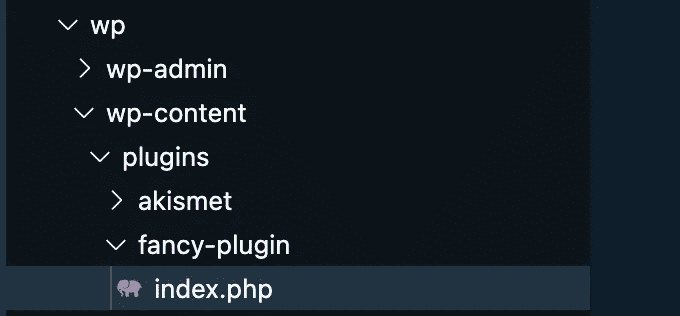 wp
wp-admin
wp-content
plugins
akismet
fancy-plugin
index.php